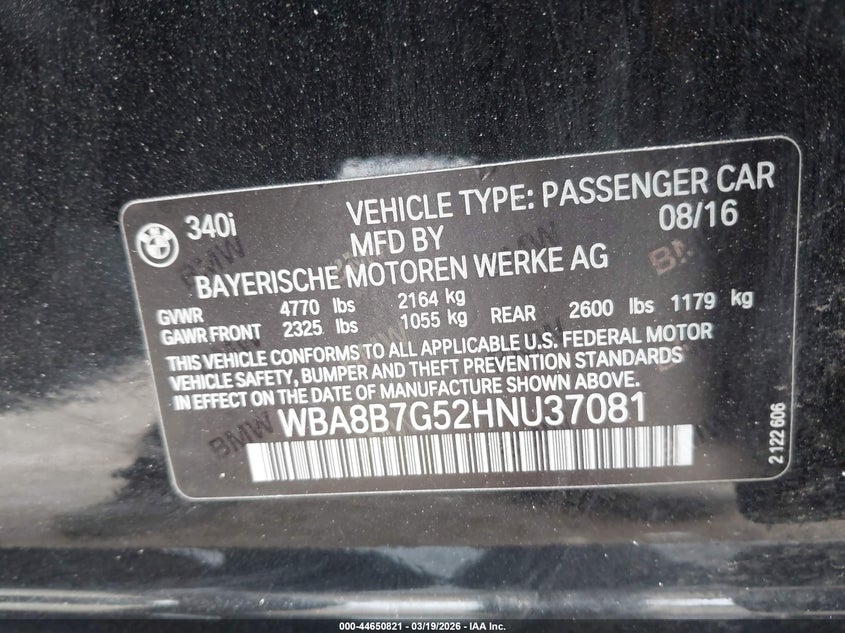 340i
VEHICLE TYPE: PASSENGER CAR
MFD BY 08/16
BAYERISCHE MOTOREN WERKE AG
GVWR 4770 lbs 2164 kg
GAWR FRONT 2325 lbs 1055 kg REAR 2600 lbs 1179 kg
THIS VEHICLE CONFORMS TO ALL APPLICABLE U.S. FEDERAL MOTOR
VEHICLE SAFETY, BUMPER AND THEFT PREVENTION STANDARDS
IN EFFECT ON THE DATE OF MANUFACTURE SHOWN ABOVE.
WBA8B7G52HNU37081
2 122 606
000-44650821 - 03/19/2026 - IAA Inc.